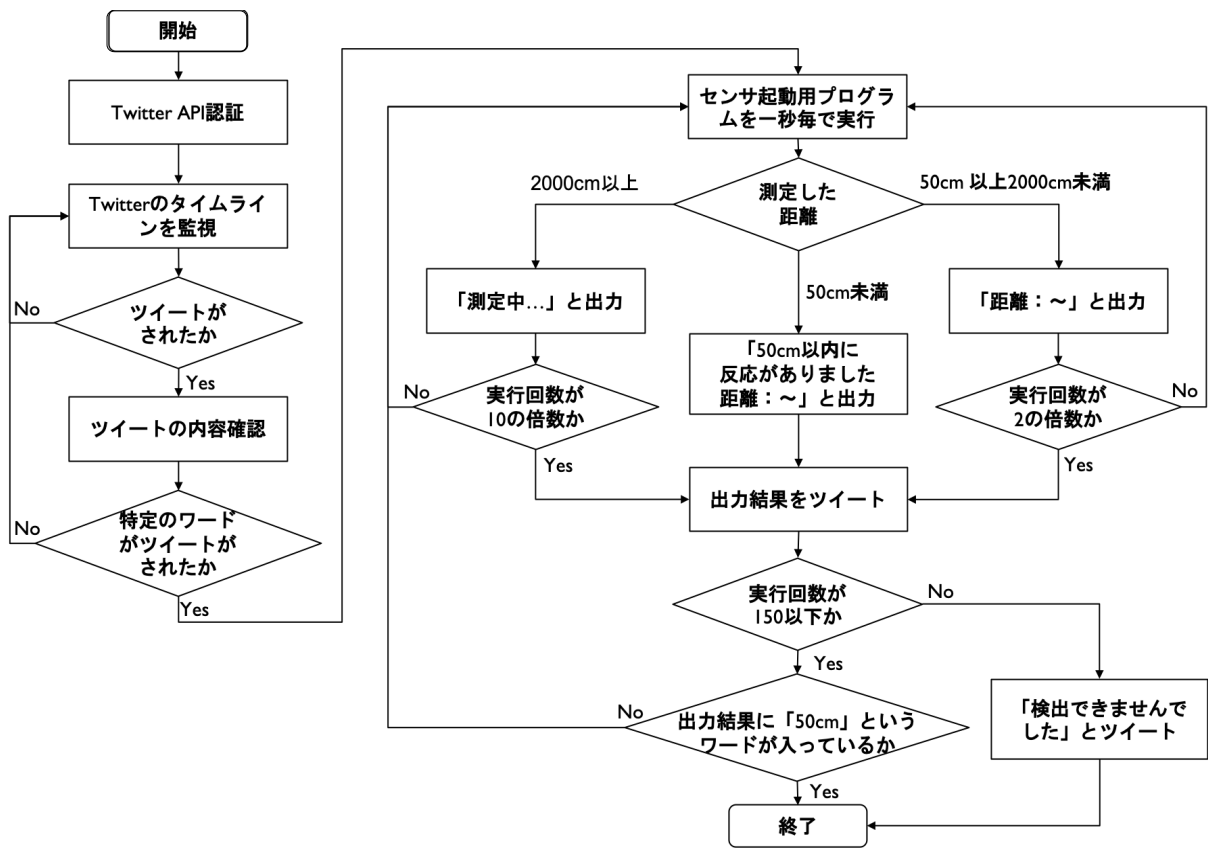 開始
Twitter API認証
Twitterのタイムライ
ンを監視
ツイートが
されたか
No
Yes
ツイートの内容確認
特定のワード
がツイートが
されたか
No
Yes
センサ起動用プログラ
ムを一秒毎で実行
測定した
距離
2000cm以上
50cm 以上2000cm未満
50cm未満
「測定中…」と出力
「距離：～」と出力
「50cm以内に
反応がありました
距離：～」と出力
実行回数が
10の倍数か
No
Yes
実行回数が
2の倍数か
No
Yes
出力結果をツイート
実行回数が
150以下か
No
Yes
「検出できませんで
した」とツイート
出力結果に「50cm」という
ワードが入っているか
No
Yes
終了